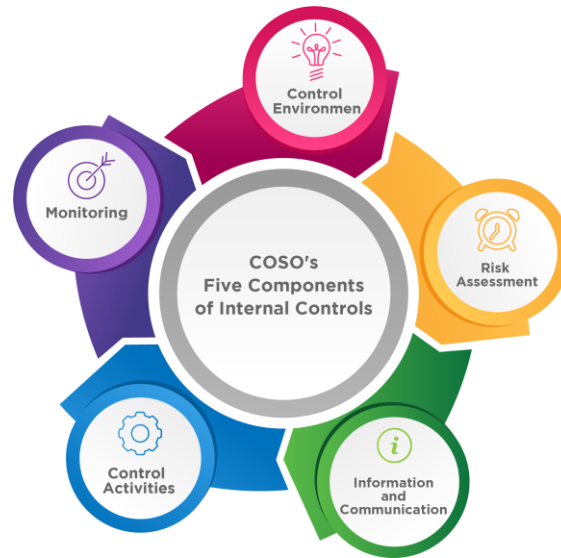 Control
Environmen
Risk
Assessment
Information
and
Communication
Control
Activities
Monitoring
COSO's
Five Components
of Internal Controls